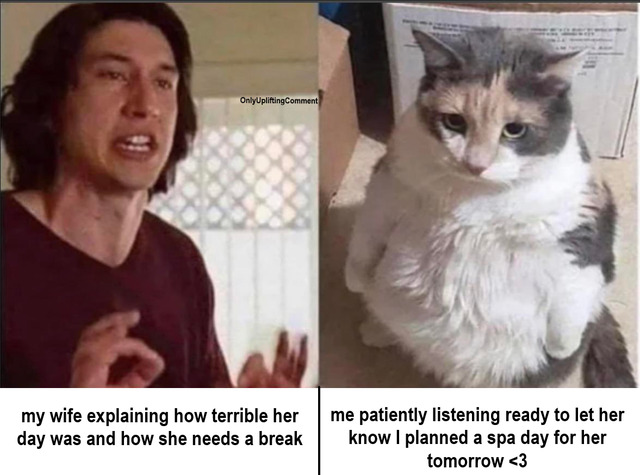 OnlyUpliftingComment
my wife explaining how terrible her
day was and how she needs a break
me patiently listening ready to let her
know I planned a spa day for her
tomorrow <3